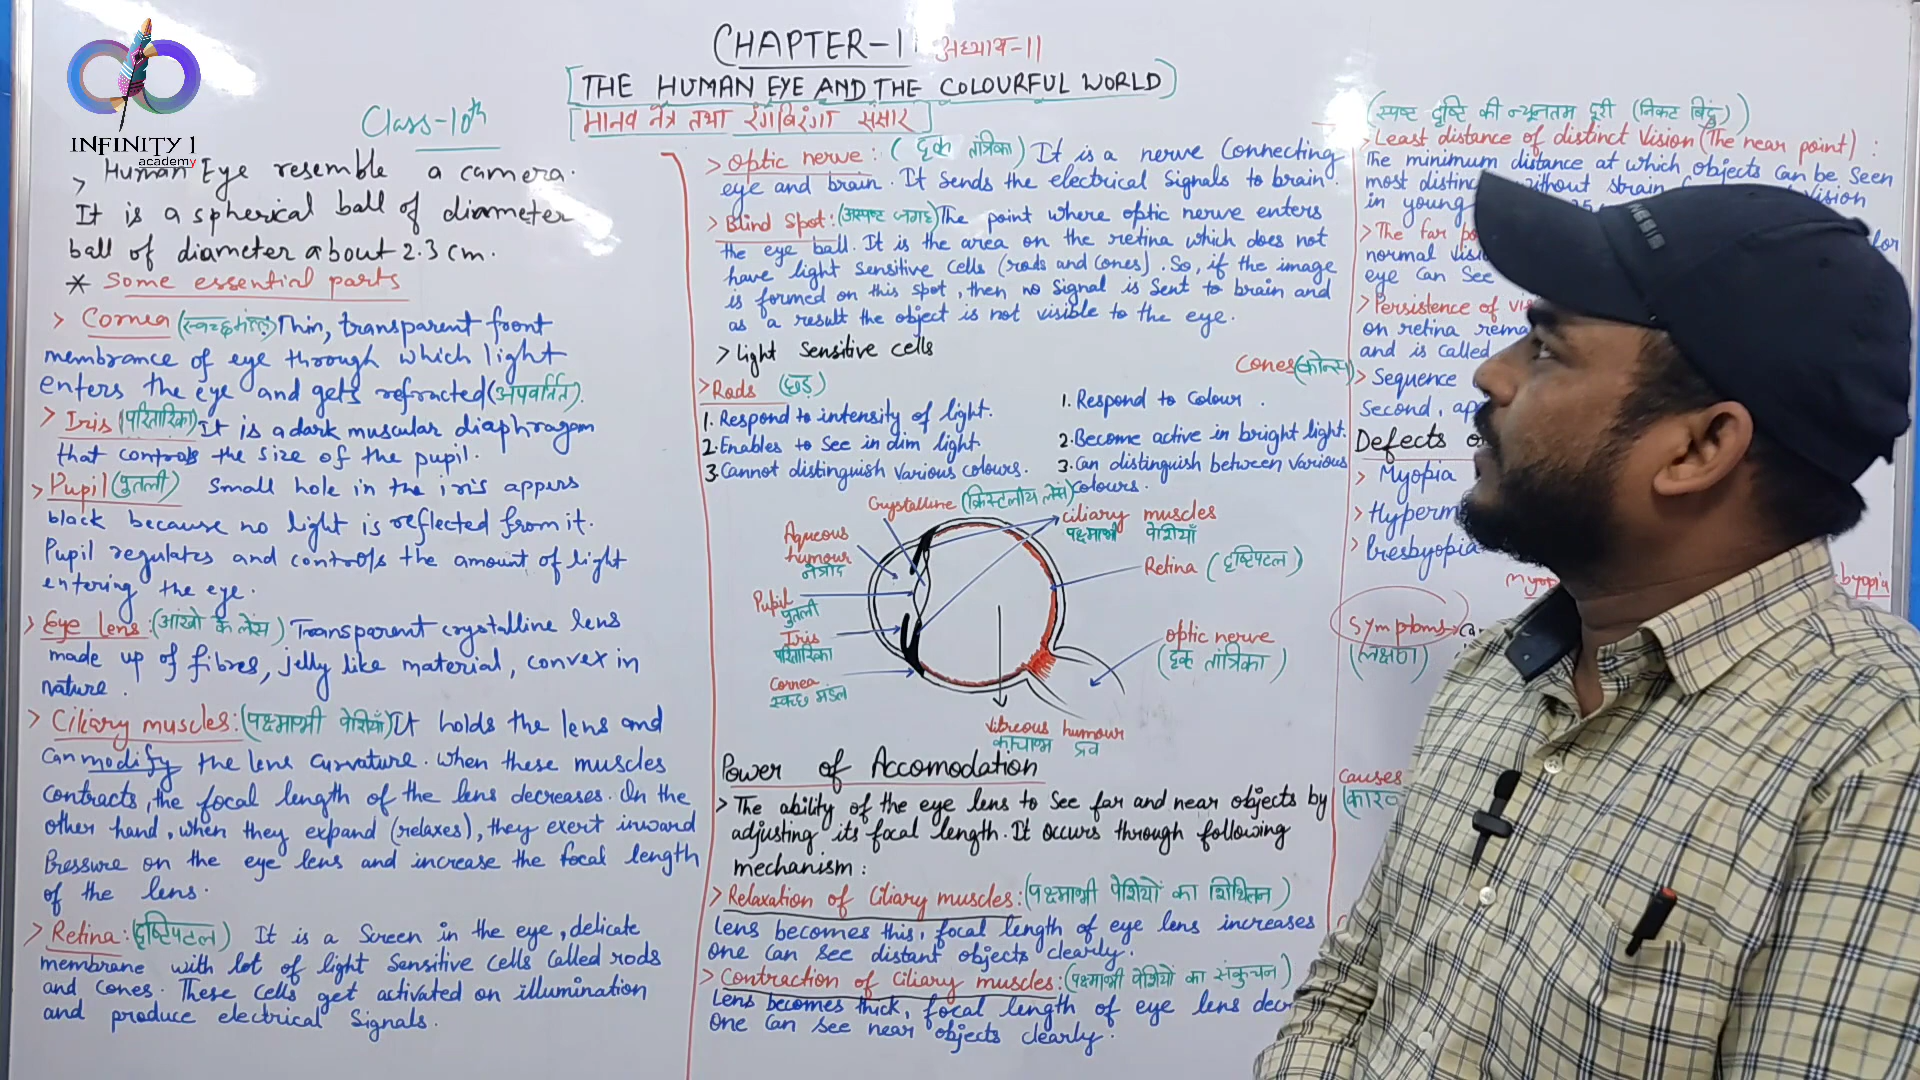 INFINITY 1
academy
CHAPTER-11 अध्याय-11
THE HUMAN EYE AND THE COLOURFUL WORLD
मानव नेत्र तथा रंगबिरंगा संसार
Class-10th
> Human Eye resemble a camera.
It is a spherical ball of diameter
ball of diameter about 2.3 cm.
* Some essential parts
> Cornea (स्वच्छमंडल) Thin, transparent front
membrance of eye through which light
enters the eye and gets refracted (अपवर्तित).
> Iris (परितारिका) It is a dark muscular diaphragm
that controls the size of the pupil.
> Pupil (पुतली) Small hole in the iris appers
black because no light is reflected from it.
Pupil regulates and controls the amount of light
entering the eye.
> Eye lens: (आंखो के लेंस) Transparent crystalline lens
made up of fibres, jelly like material, convex in
nature.
> Ciliary muscles: (पक्ष्माभी पेशियाँ) It holds the lens and
can modify the lens curvature. When these muscles
contracts, the focal length of the lens decreases. On the
other hand, when they expand (relaxes), they exert inward
Pressure on the eye lens and increase the focal length
of the lens.
> Retina: (दृष्टिपटल) It is a Screen in the eye, delicate
membrane with lot of light Sensitive cells called rods
and cones. These cells get activated on illumination
and produce electrical Signals.
> Optic nerve: (दृक तंत्रिका) It is a nerve Connecting
eye and brain. It Sends the electrical Signals to brain.
> Blind Spot: (अस्पष्ट जगह) The point where optic nerve enters
the eye ball. It is the area on the retina which does not
have light Sensitive Cells (rods and Cones). So, if the image
is formed on this spot, then no signal is Sent to brain and
as a result the object is not visible to the eye.
> Light Sensitive cells
> Rods (छड़)
1. Respond to intensity of light.
2. Enables to See in dim light
3. Cannot distinguish various colours.
Cones (कोन्स)
1. Respond to Colour.
2. Become active in bright light.
3. Can distinguish between various
colours.
Crystalline (क्रिस्टलीय लेंस)
Aqueous
humour
नेत्रोद
Pupil
पुतली
Iris
परितारिका
Cornea
स्वच्छ मंडल
Ciliary muscles
पक्ष्माभी पेशियाँ
Retina (दृष्टिपटल)
optic nerve
(दृक तांत्रिका)
vitreous humour
काचाभ द्रव
Power of Accomodation
> The ability of the eye lens to See far and near objects by
adjusting its focal length. It occurs through following
mechanism:
> Relaxation of Ciliary muscles: (पक्ष्माभी पेशियों का शिथिलन)
Lens becomes this, focal length of eye lens increases
One can See distant objects clearly.
> Contraction of Ciliary muscles: (पक्ष्माभी पेशियों का संकुचन)
Lens becomes thick, focal length of eye lens decr
One can see near objects clearly.
(स्पष्ट दृष्टि की न्यूनतम दूरी (निकट बिंदु))
> Least distance of distinct Vision (The near point):
The minimum distance at which objects can be Seen
most distinc without strain
in young vision
> The far po for
normal visi
eye can See
> Persistence of vi
on retina rema
and is called
> Sequence
Second, ap
Defects o
> Myopia
> Hyperm
> Presbyopia
Myop byopia
Symptoms → Ca
(लक्षण)
Causes
(कारण